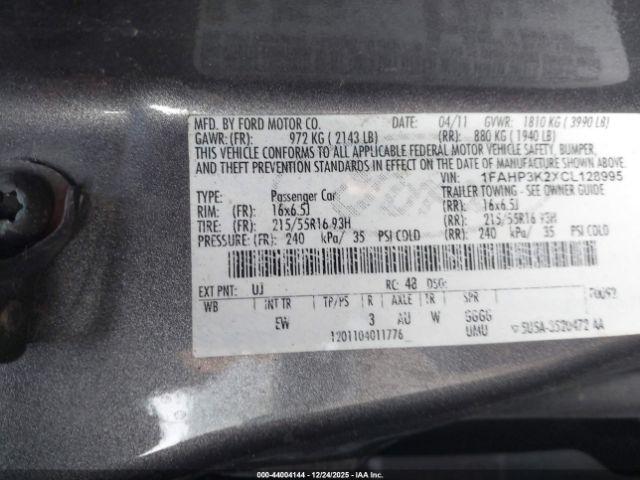 MFD. BY FORD MOTOR CO. DATE: 04/11 GVWR: 1810 KG ( 3990 LB)
GAWR: (FR): 972 KG ( 2143 LB) (RR): 880 KG ( 1940 LB)
THIS VEHICLE CONFORMS TO ALL APPLICABLE FEDERAL MOTOR VEHICLE SAFETY, BUMPER,
AND THEFT PREVENTION STANDARDS IN EFFECT ON THE DATE OF MANUFACTURE SHOWN ABOVE.
VIN: 1FAHP3K2XCL128995
TYPE: Passenger Car TRAILER TOWING - SEE OWNER GUIDE
RIM: (FR): 16x6.5J (RR): 16x6.5J
TIRE: (FR): 215/55R16 93H (RR): 215/55R16 93H
PRESSURE: (FR): 240 kPa/ 35 PSI COLD (RR): 240 kPa/ 35 PSI COLD
EXT PNT: UJ RC: 48 DSO:
WB INT TR TP/PS R AXLE TR SPR
EW 3 AU W GGGG
1201104011776 UMU 5U5A-3520472 AA
© IAA - 44004144 - 12/24/2025 - IAAI.COM